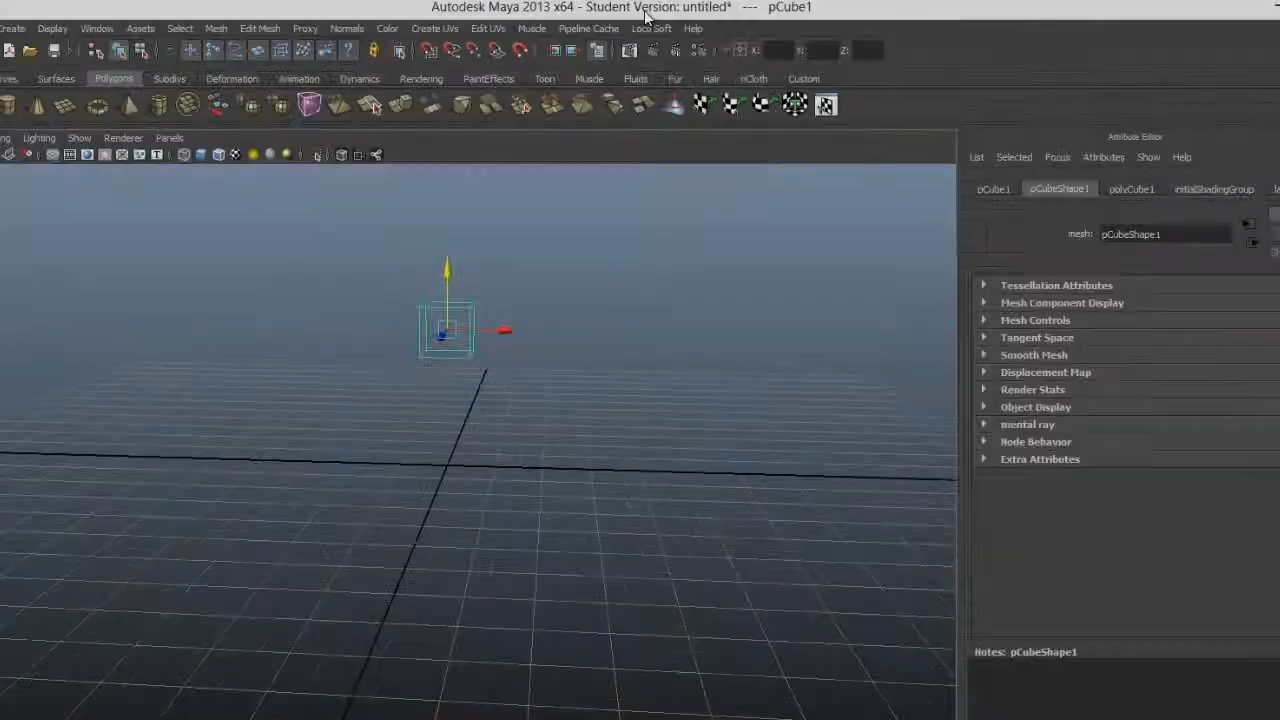 Autodesk Maya 2013 x64 - Student Version: untitled* --- pCube1
Create Display Window Assets Select Mesh Edit Mesh Proxy Normals Color Create UVs Edit UVs Muscle Pipeline Cache Loco Soft Help
X: Y: Z:
Surfaces Polygons Subdivs Deformation Animation Dynamics Rendering PaintEffects Toon Muscle Fluids Fur Hair nCloth Custom
Lighting Show Renderer Panels
Attribute Editor
List Selected Focus Attributes Show Help
pCube1 pCubeShape1 polyCube1 initialShadingGroup
mesh: pCubeShape1
Tessellation Attributes
Mesh Component Display
Mesh Controls
Tangent Space
Smooth Mesh
Displacement Map
Render Stats
Object Display
mental ray
Node Behavior
Extra Attributes
Notes: pCubeShape1